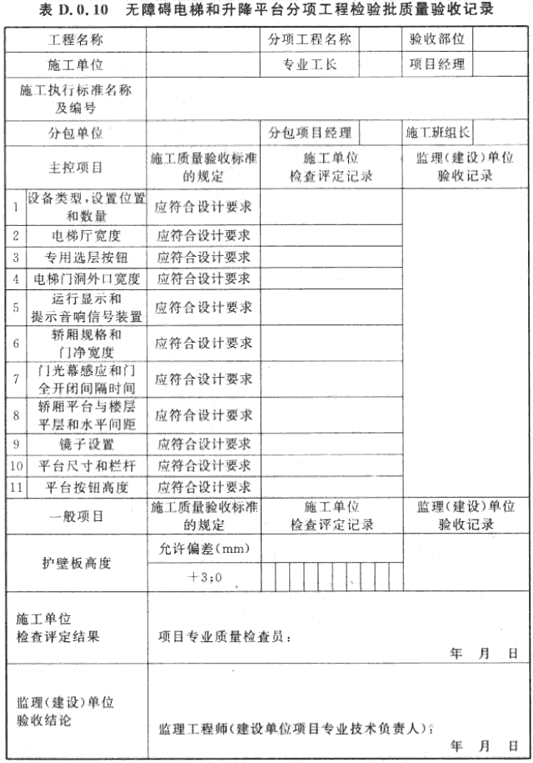 表 D.0.10 无障碍电梯和升降平台分项工程检验批质量验收记录
工程名称 分项工程名称 验收部位
施工单位 专业工长 项目经理
施工执行标准名称
及编号
分包单位 分包项目经理 施工班组长
主控项目 施工质量验收标准
的规定 施工单位
检查评定记录 监理(建设)单位
验收记录
1 设备类型,设置位置
和数量 应符合设计要求
2 电梯厅宽度 应符合设计要求
3 专用选层按钮 应符合设计要求
4 电梯门洞外口宽度 应符合设计要求
5 运行显示和
提示音响信号装置 应符合设计要求
6 轿厢规格和
门净宽度 应符合设计要求
7 门光幕感应和门
全开闭间隔时间 应符合设计要求
8 轿厢平台与楼层
平层和水平间距 应符合设计要求
9 镜子设置 应符合设计要求
10 平台尺寸和栏杆 应符合设计要求
11 平台按钮高度 应符合设计要求
一般项目 施工质量验收标准
的规定 施工单位
检查评定记录 监理(建设)单位
验收记录
护壁板高度 允许偏差(mm)
+3;0
施工单位
检查评定结果 项目专业质量检查员:
年 月 日
监理(建设)单位
验收结论
监理工程师(建设单位项目专业技术负责人):
年 月 日